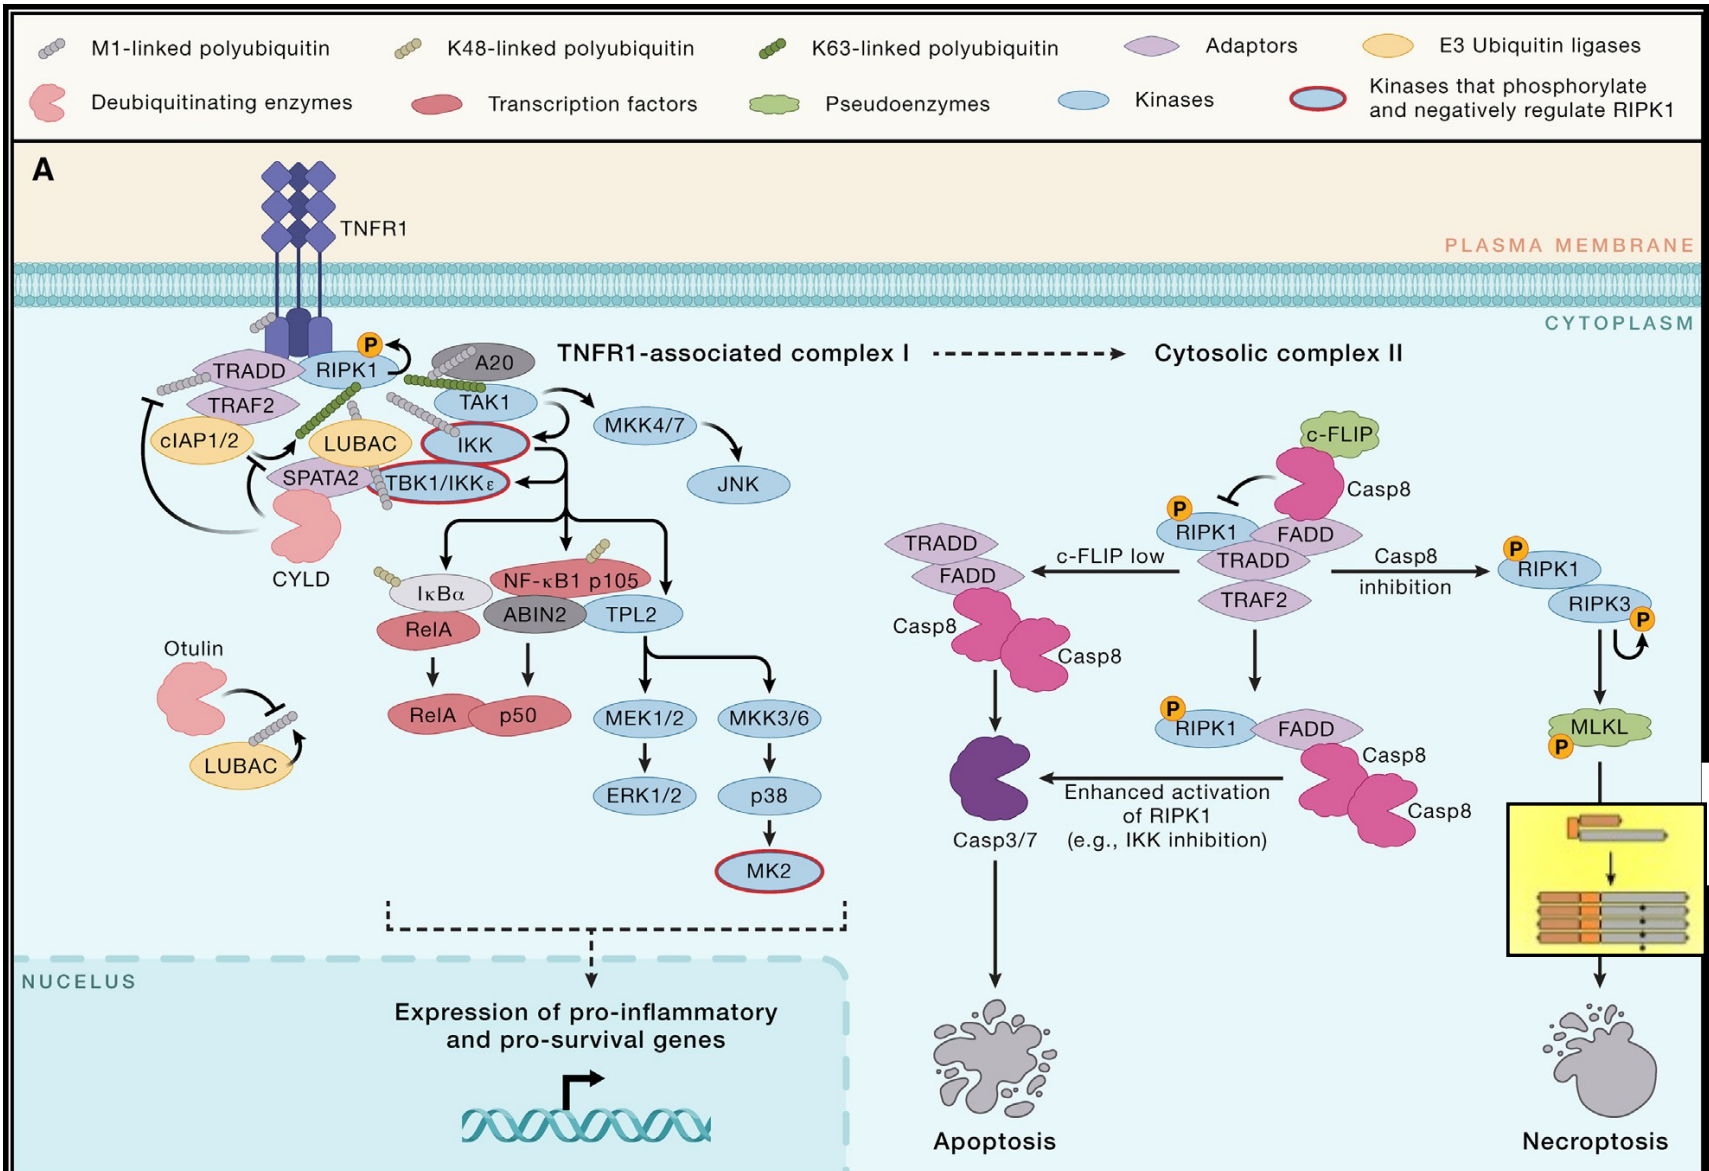 M1-linked polyubiquitin
K48-linked polyubiquitin
K63-linked polyubiquitin
Adaptors
E3 Ubiquitin ligases
Deubiquitinating enzymes
Transcription factors
Pseudoenzymes
Kinases
Kinases that phosphorylate
and negatively regulate RIPK1
A
TNFR1
PLASMA MEMBRANE
CYTOPLASM
TNFR1-associated complex I
Cytosolic complex II
P
TRADD
RIPK1
A20
TRAF2
TAK1
cIAP1/2
LUBAC
IKK
MKK4/7
SPATA2
TBK1/IKKε
JNK
CYLD
IκBα
NF-κB1 p105
RelA
ABIN2
TPL2
Otulin
LUBAC
RelA
p50
MEK1/2
MKK3/6
ERK1/2
p38
MK2
c-FLIP
Casp8
P
RIPK1
FADD
TRADD
TRAF2
c-FLIP low
TRADD
FADD
Casp8
Casp8
Casp8
inhibition
P
RIPK1
RIPK3
P
P
RIPK1
FADD
Casp8
Casp8
MLKL
P
Enhanced activation
of RIPK1
(e.g., IKK inhibition)
Casp3/7
NUCELUS
Expression of pro-inflammatory
and pro-survival genes
Apoptosis
Necroptosis